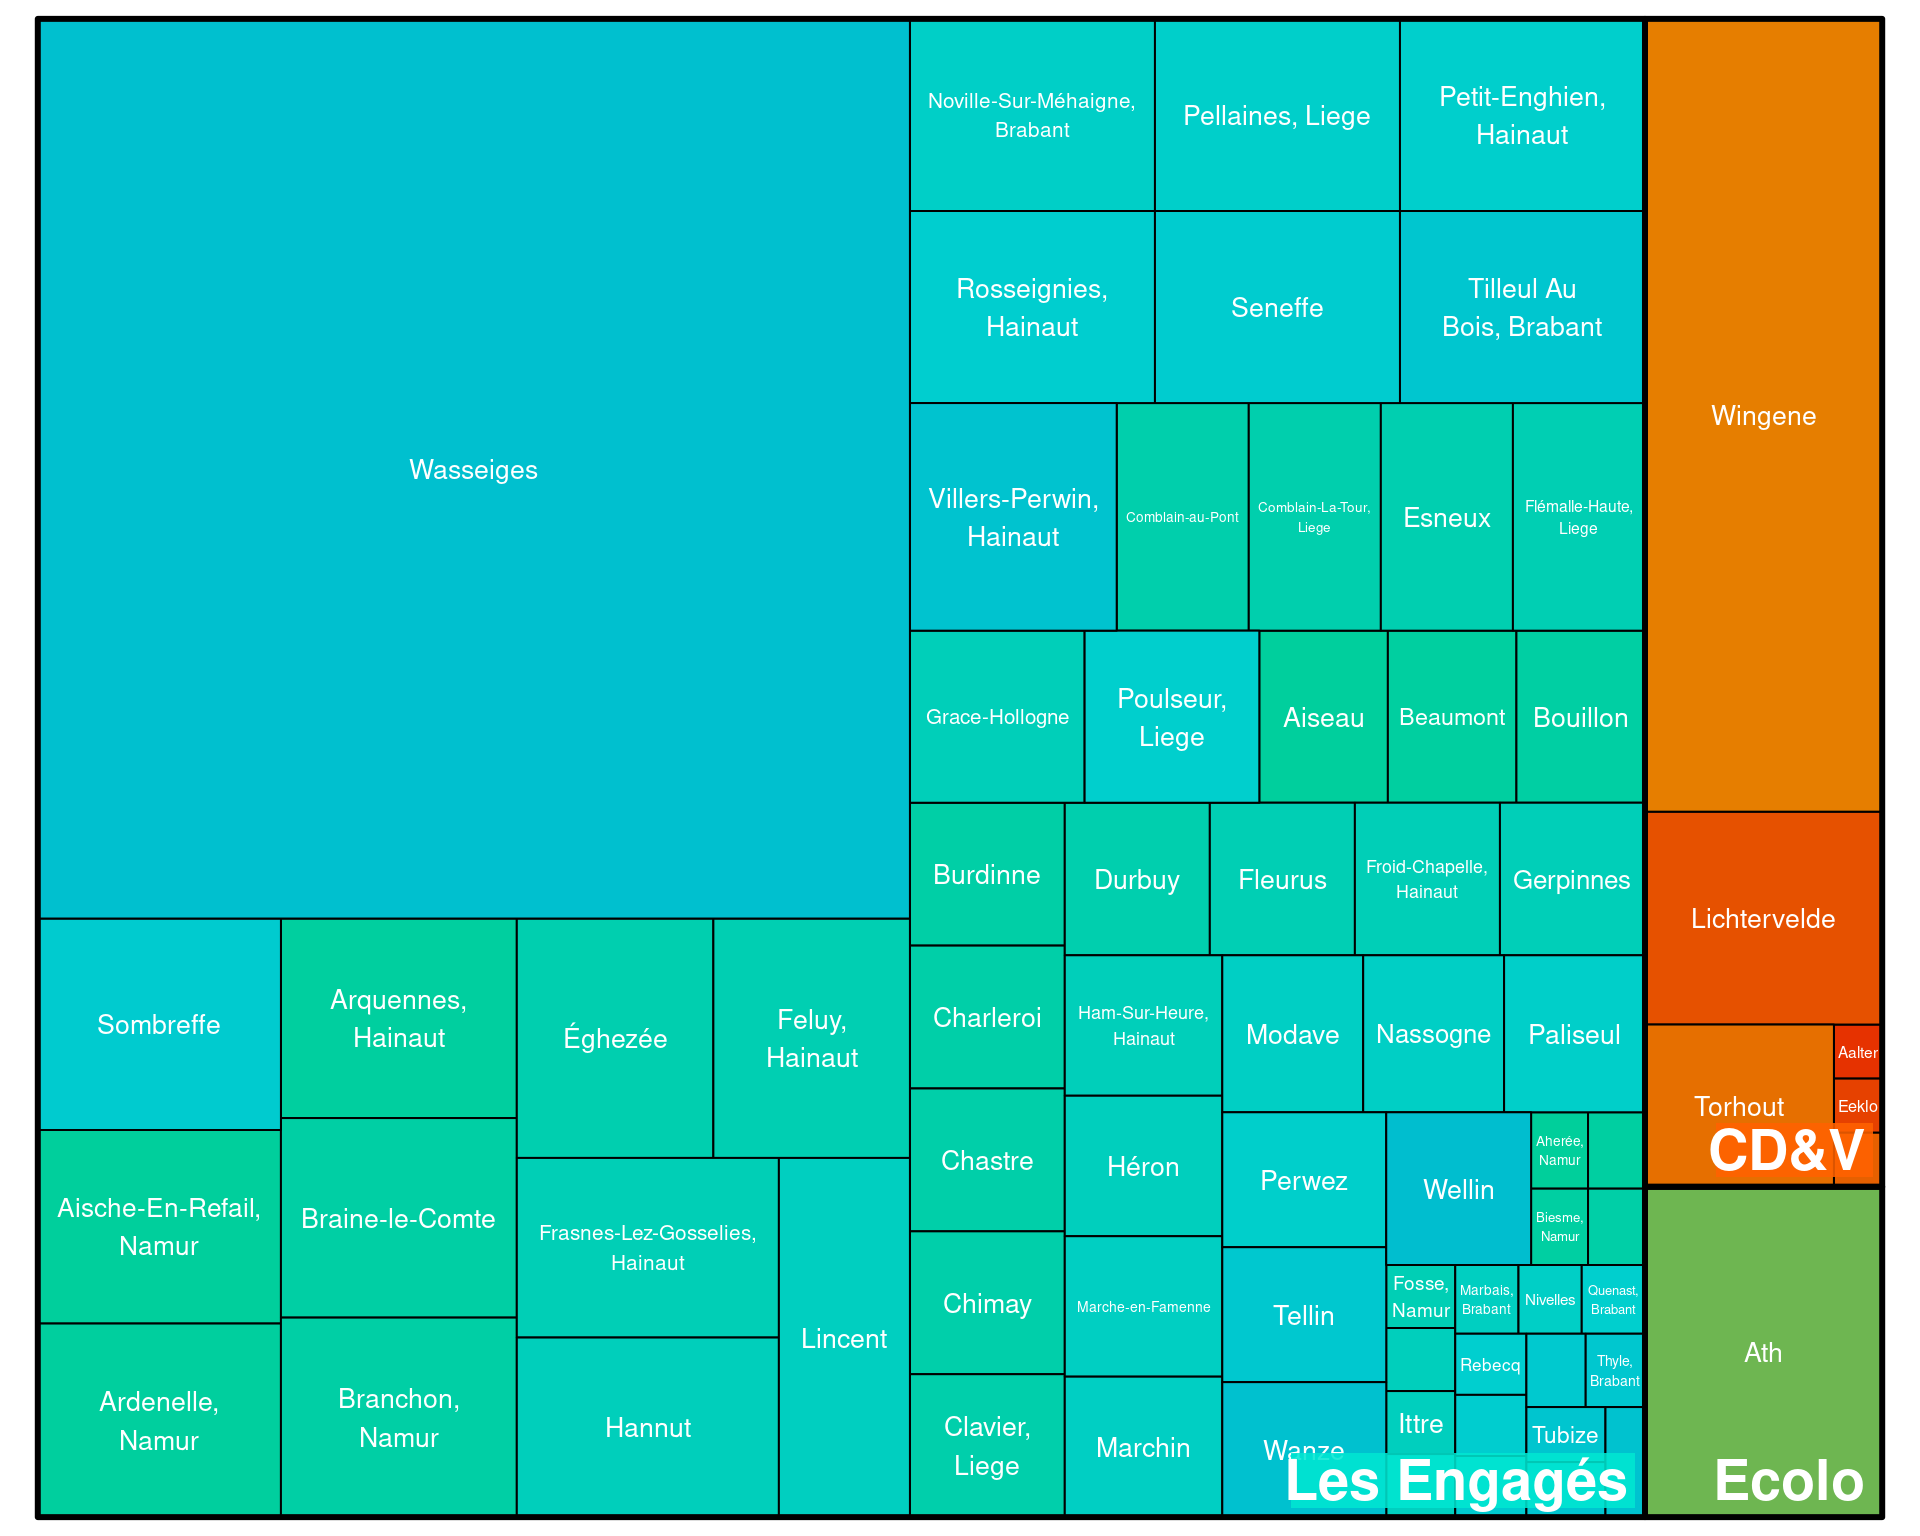 Noville-Sur-Méhaigne,
Brabant
Pellaines, Liege
Petit-Enghien,
Hainaut
Rosseignies,
Hainaut
Seneffe
Tilleul Au
Bois, Brabant
Wingene
Wasseiges
Villers-Perwin,
Hainaut
Comblain-au-Pont
Comblain-La-Tour,
Liege
Esneux
Flémalle-Haute,
Liege
Grace-Hollogne
Poulseur,
Liege
Aiseau
Beaumont
Bouillon
Burdinne
Durbuy
Fleurus
Froid-Chapelle,
Hainaut
Gerpinnes
Lichtervelde
Sombreffe
Arquennes,
Hainaut
Éghezée
Feluy,
Hainaut
Charleroi
Ham-Sur-Heure,
Hainaut
Modave
Nassogne
Paliseul
Aalter
Torhout
Eeklo
CD&V
Aische-En-Refail,
Namur
Braine-le-Comte
Frasnes-Lez-Gosselies,
Hainaut
Chastre
Héron
Perwez
Wellin
Aherée,
Namur
Biesme,
Namur
Chimay
Marche-en-Famenne
Tellin
Fosse,
Namur
Marbais,
Brabant
Nivelles
Quenast,
Brabant
Lincent
Rebecq
Thyle,
Brabant
Ath
Ardenelle,
Namur
Branchon,
Namur
Hannut
Clavier,
Liege
Marchin
Wanze
Ittre
Tubize
Les Engagés
Ecolo